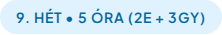 9. HÉT • 5 ÓRA (2E + 3GY)